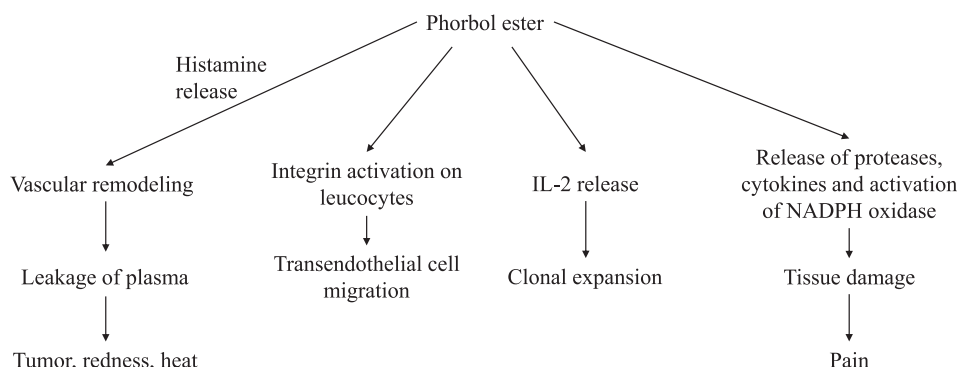 Phorbol ester
Histamine
release
Vascular remodeling
Integrin activation on
leucocytes
IL-2 release
Release of proteases,
cytokines and activation
of NADPH oxidase
Leakage of plasma
Transendothelial cell
migration
Clonal expansion
Tissue damage
Tumor, redness, heat
Pain